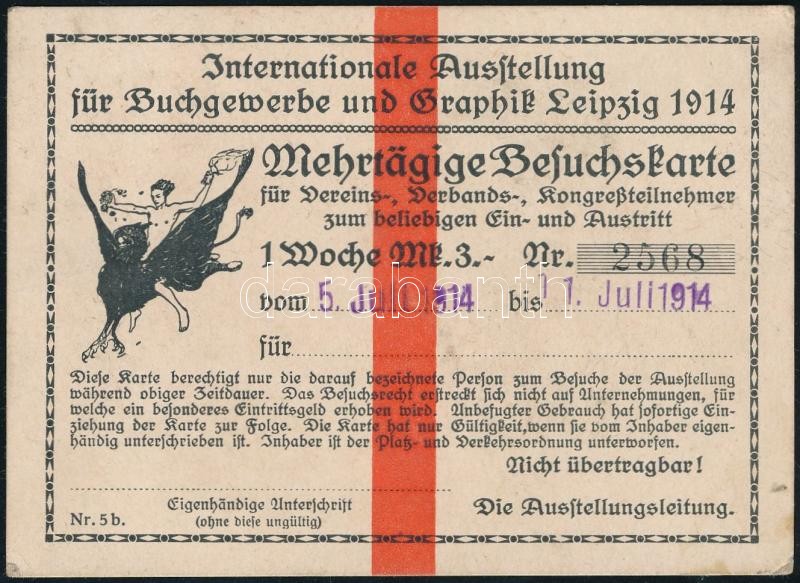 Internationale Ausstellung
für Buchgewerbe und Graphik Leipzig 1914
Mehrtägige Besuchskarte
für Vereins-, Verbands-, Kongreßteilnehmer
zum beliebigen Ein- und Austritt
1 Woche Mk. 3.- Nr. 2568
vom 5. Juli 1914 bis 11. Juli 1914
für
Diese Karte berechtigt nur die darauf bezeichnete Person zum Besuche der Ausstellung
während obiger Zeitdauer. Das Besuchsrecht erstreckt sich nicht auf Unternehmungen, für
welche ein besonderes Eintrittsgeld erhoben wird. Unbefugter Gebrauch hat sofortige Ein-
ziehung der Karte zur Folge. Die Karte hat nur Gültigkeit, wenn sie vom Inhaber eigen-
händig unterschrieben ist. Inhaber ist der Platz- und Verkehrsordnung unterworfen.
Nicht übertragbar!
Eigenhändige Unterschrift
(ohne diese ungültig)
Die Ausstellungsleitung.
Nr. 5 b.
darabanth